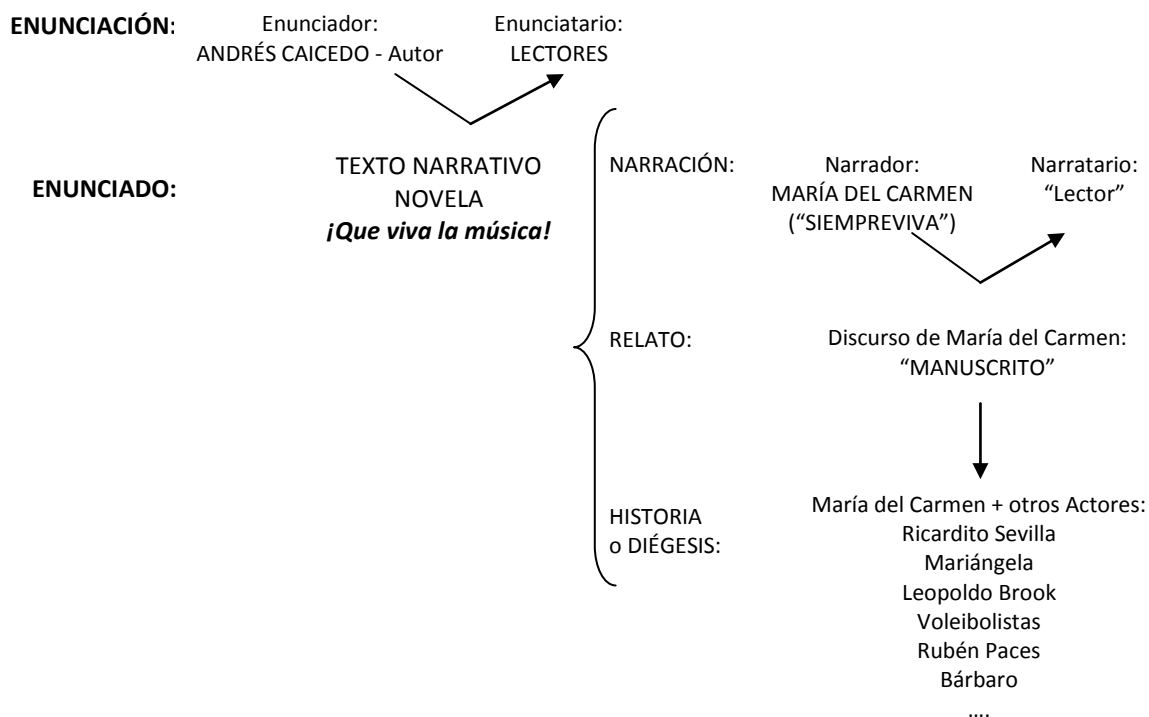 ENUNCIACIÓN:
Enunciador:
ANDRÉS CAICEDO - Autor
Enunciatario:
LECTORES
ENUNCIADO:
TEXTO NARRATIVO
NOVELA
¡Que viva la música!
NARRACIÓN:
Narrador:
MARÍA DEL CARMEN
(“SIEMPREVIVA”)
Narratario:
“Lector”
RELATO:
Discurso de María del Carmen:
“MANUSCRITO”
HISTORIA
o DIÉGESIS:
María del Carmen + otros Actores:
Ricardito Sevilla
Mariángela
Leopoldo Brook
Voleibolistas
Rubén Paces
Bárbaro
....